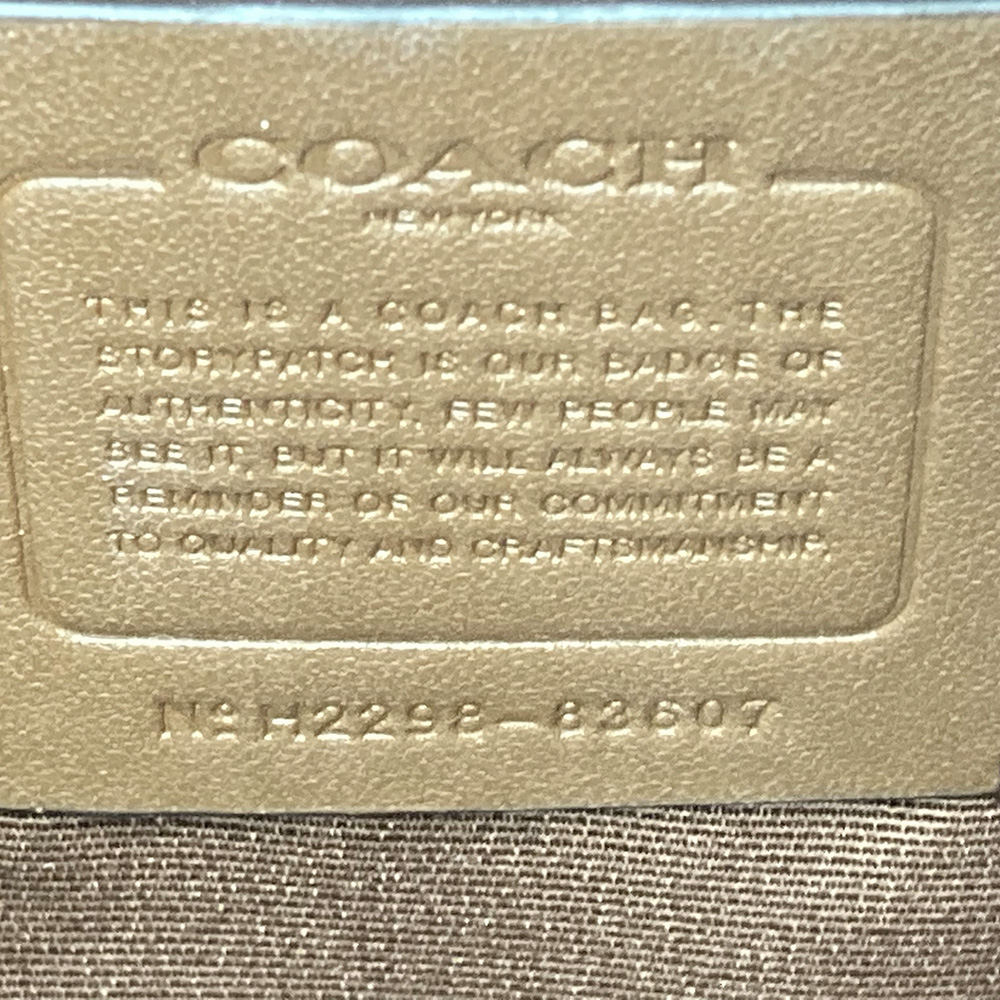 COACH
NEW YORK
THIS IS A COACH BAG. THE
STORYPATCH IS OUR BADGE OF
AUTHENTICITY. FEW PEOPLE MAY
SEE IT, BUT IT WILL ALWAYS BE A
REMINDER OF OUR COMMITMENT
TO QUALITY AND CRAFTSMANSHIP.
Nº H2298-83607